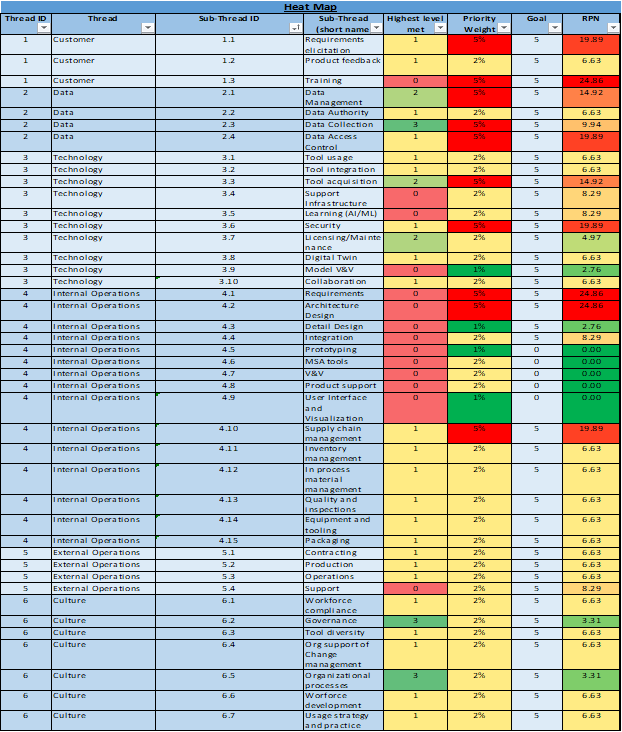 Heat Map
Thread ID Thread Sub-Thread ID Sub-Thread (short name Highest level met Priority Weight Goal RPN
1 Customer 1.1 Requirements elicitation 1 5% 5 19.89
1 Customer 1.2 Product feedback 1 2% 5 6.63
1 Customer 1.3 Training 0 5% 5 24.86
2 Data 2.1 Data Management 2 5% 5 14.92
2 Data 2.2 Data Authority 1 2% 5 6.63
2 Data 2.3 Data Collection 3 5% 5 9.94
2 Data 2.4 Data Access Control 1 5% 5 19.89
3 Technology 3.1 Tool usage 1 2% 5 6.63
3 Technology 3.2 Tool integration 1 2% 5 6.63
3 Technology 3.3 Tool acquisition 2 5% 5 14.92
3 Technology 3.4 Support Infrastructure 0 2% 5 8.29
3 Technology 3.5 Learning (AI/ML) 0 2% 5 8.29
3 Technology 3.6 Security 1 5% 5 19.89
3 Technology 3.7 Licensing/Maintenance 2 2% 5 4.97
3 Technology 3.8 Digital Twin 1 2% 5 6.63
3 Technology 3.9 Model V&V 0 1% 5 2.76
3 Technology 3.10 Collaboration 1 2% 5 6.63
4 Internal Operations 4.1 Requirements 0 5% 5 24.86
4 Internal Operations 4.2 Architecture Design 0 5% 5 24.86
4 Internal Operations 4.3 Detail Design 0 1% 5 2.76
4 Internal Operations 4.4 Integration 0 2% 5 8.29
4 Internal Operations 4.5 Prototyping 0 1% 0 0.00
4 Internal Operations 4.6 MSA tools 0 2% 0 0.00
4 Internal Operations 4.7 V&V 0 2% 0 0.00
4 Internal Operations 4.8 Product support 0 2% 0 0.00
4 Internal Operations 4.9 User Interface and Visualization 0 1% 0 0.00
4 Internal Operations 4.10 Supply chain management 1 5% 5 19.89
4 Internal Operations 4.11 Inventory management 1 2% 5 6.63
4 Internal Operations 4.12 In process material management 1 2% 5 6.63
4 Internal Operations 4.13 Quality and inspections 1 2% 5 6.63
4 Internal Operations 4.14 Equipment and tooling 1 2% 5 6.63
4 Internal Operations 4.15 Packaging 1 2% 5 6.63
5 External Operations 5.1 Contracting 1 2% 5 6.63
5 External Operations 5.2 Production 1 2% 5 6.63
5 External Operations 5.3 Operations 1 2% 5 6.63
5 External Operations 5.4 Support 0 2% 5 8.29
6 Culture 6.1 Workforce compliance 1 2% 5 6.63
6 Culture 6.2 Governance 3 2% 5 3.31
6 Culture 6.3 Tool diversity 1 2% 5 6.63
6 Culture 6.4 Org support of Change management 1 2% 5 6.63
6 Culture 6.5 Organizational processes 3 2% 5 3.31
6 Culture 6.6 Worforce development 1 2% 5 6.63
6 Culture 6.7 Usage strategy and practice 1 2% 5 6.63